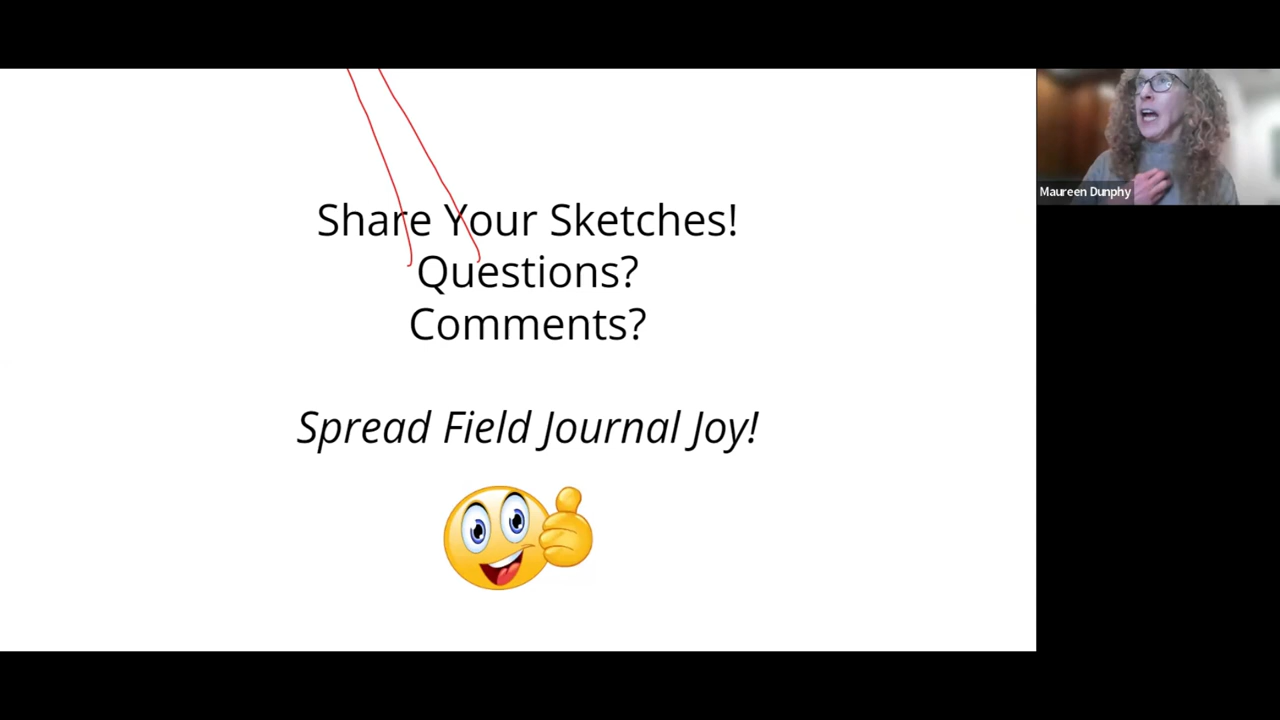 Share Your Sketches!
Questions?
Comments?
Spread Field Journal Joy!
Maureen Dunphy